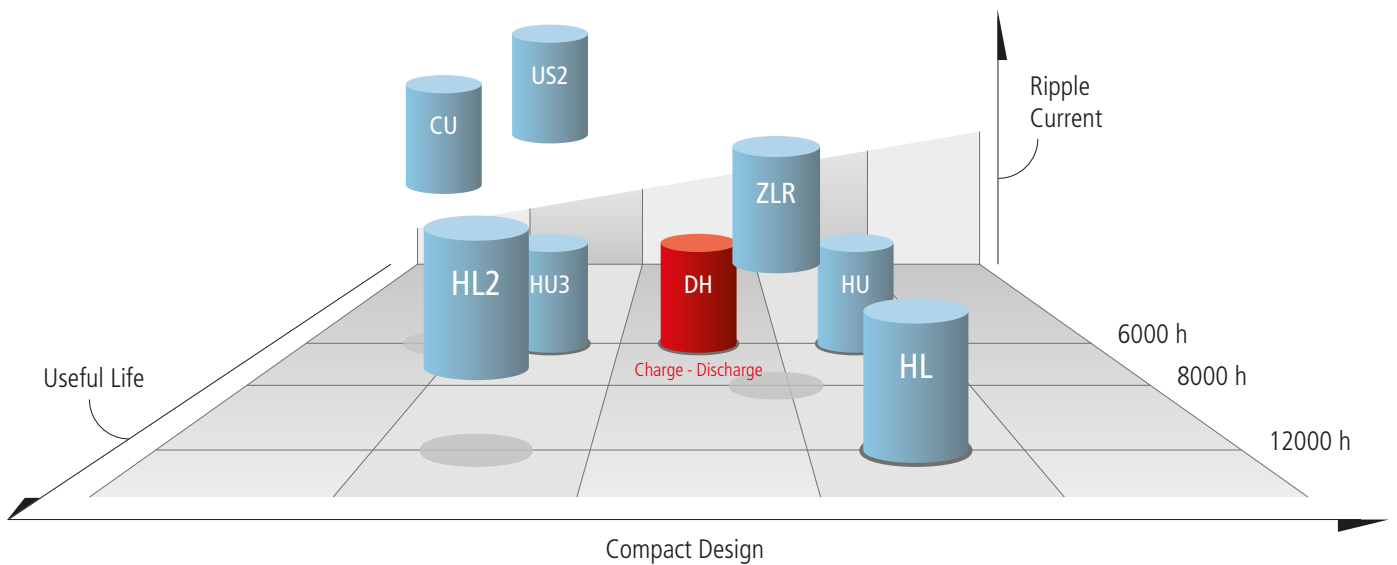 US2
CU
Ripple
Current
ZLR
HL2
HU3
DH
HU
6000 h
Charge - Discharge
HL
8000 h
Useful Life
12000 h
Compact Design